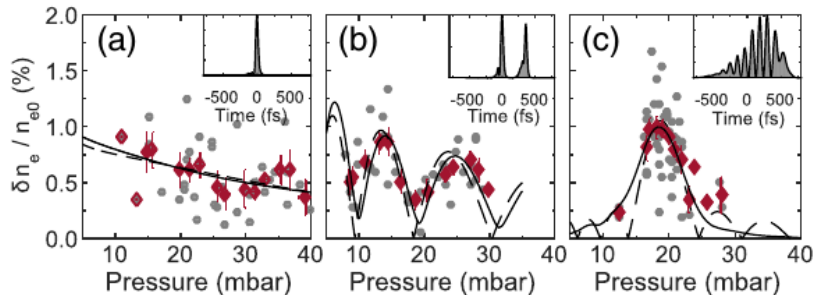 (a)
(b)
(c)
2.0
1.5
1.0
0.5
0.0
δnₑ / nₑ₀ (%)
-500 0 500
Time (fs)
-500 0 500
Time (fs)
-500 0 500
Time (fs)
10 20 30 40
10 20 30 40
10 20 30 40
Pressure (mbar)
Pressure (mbar)
Pressure (mbar)